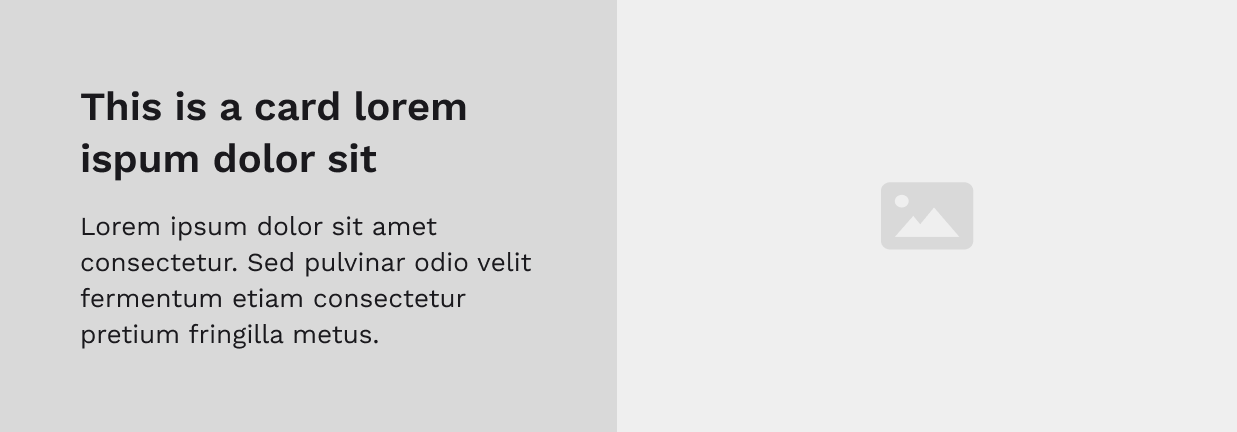 This is a card lorem
ispum dolor sit
Lorem ipsum dolor sit amet
consectetur. Sed pulvinar odio velit
fermentum etiam consectetur
pretium fringilla metus.